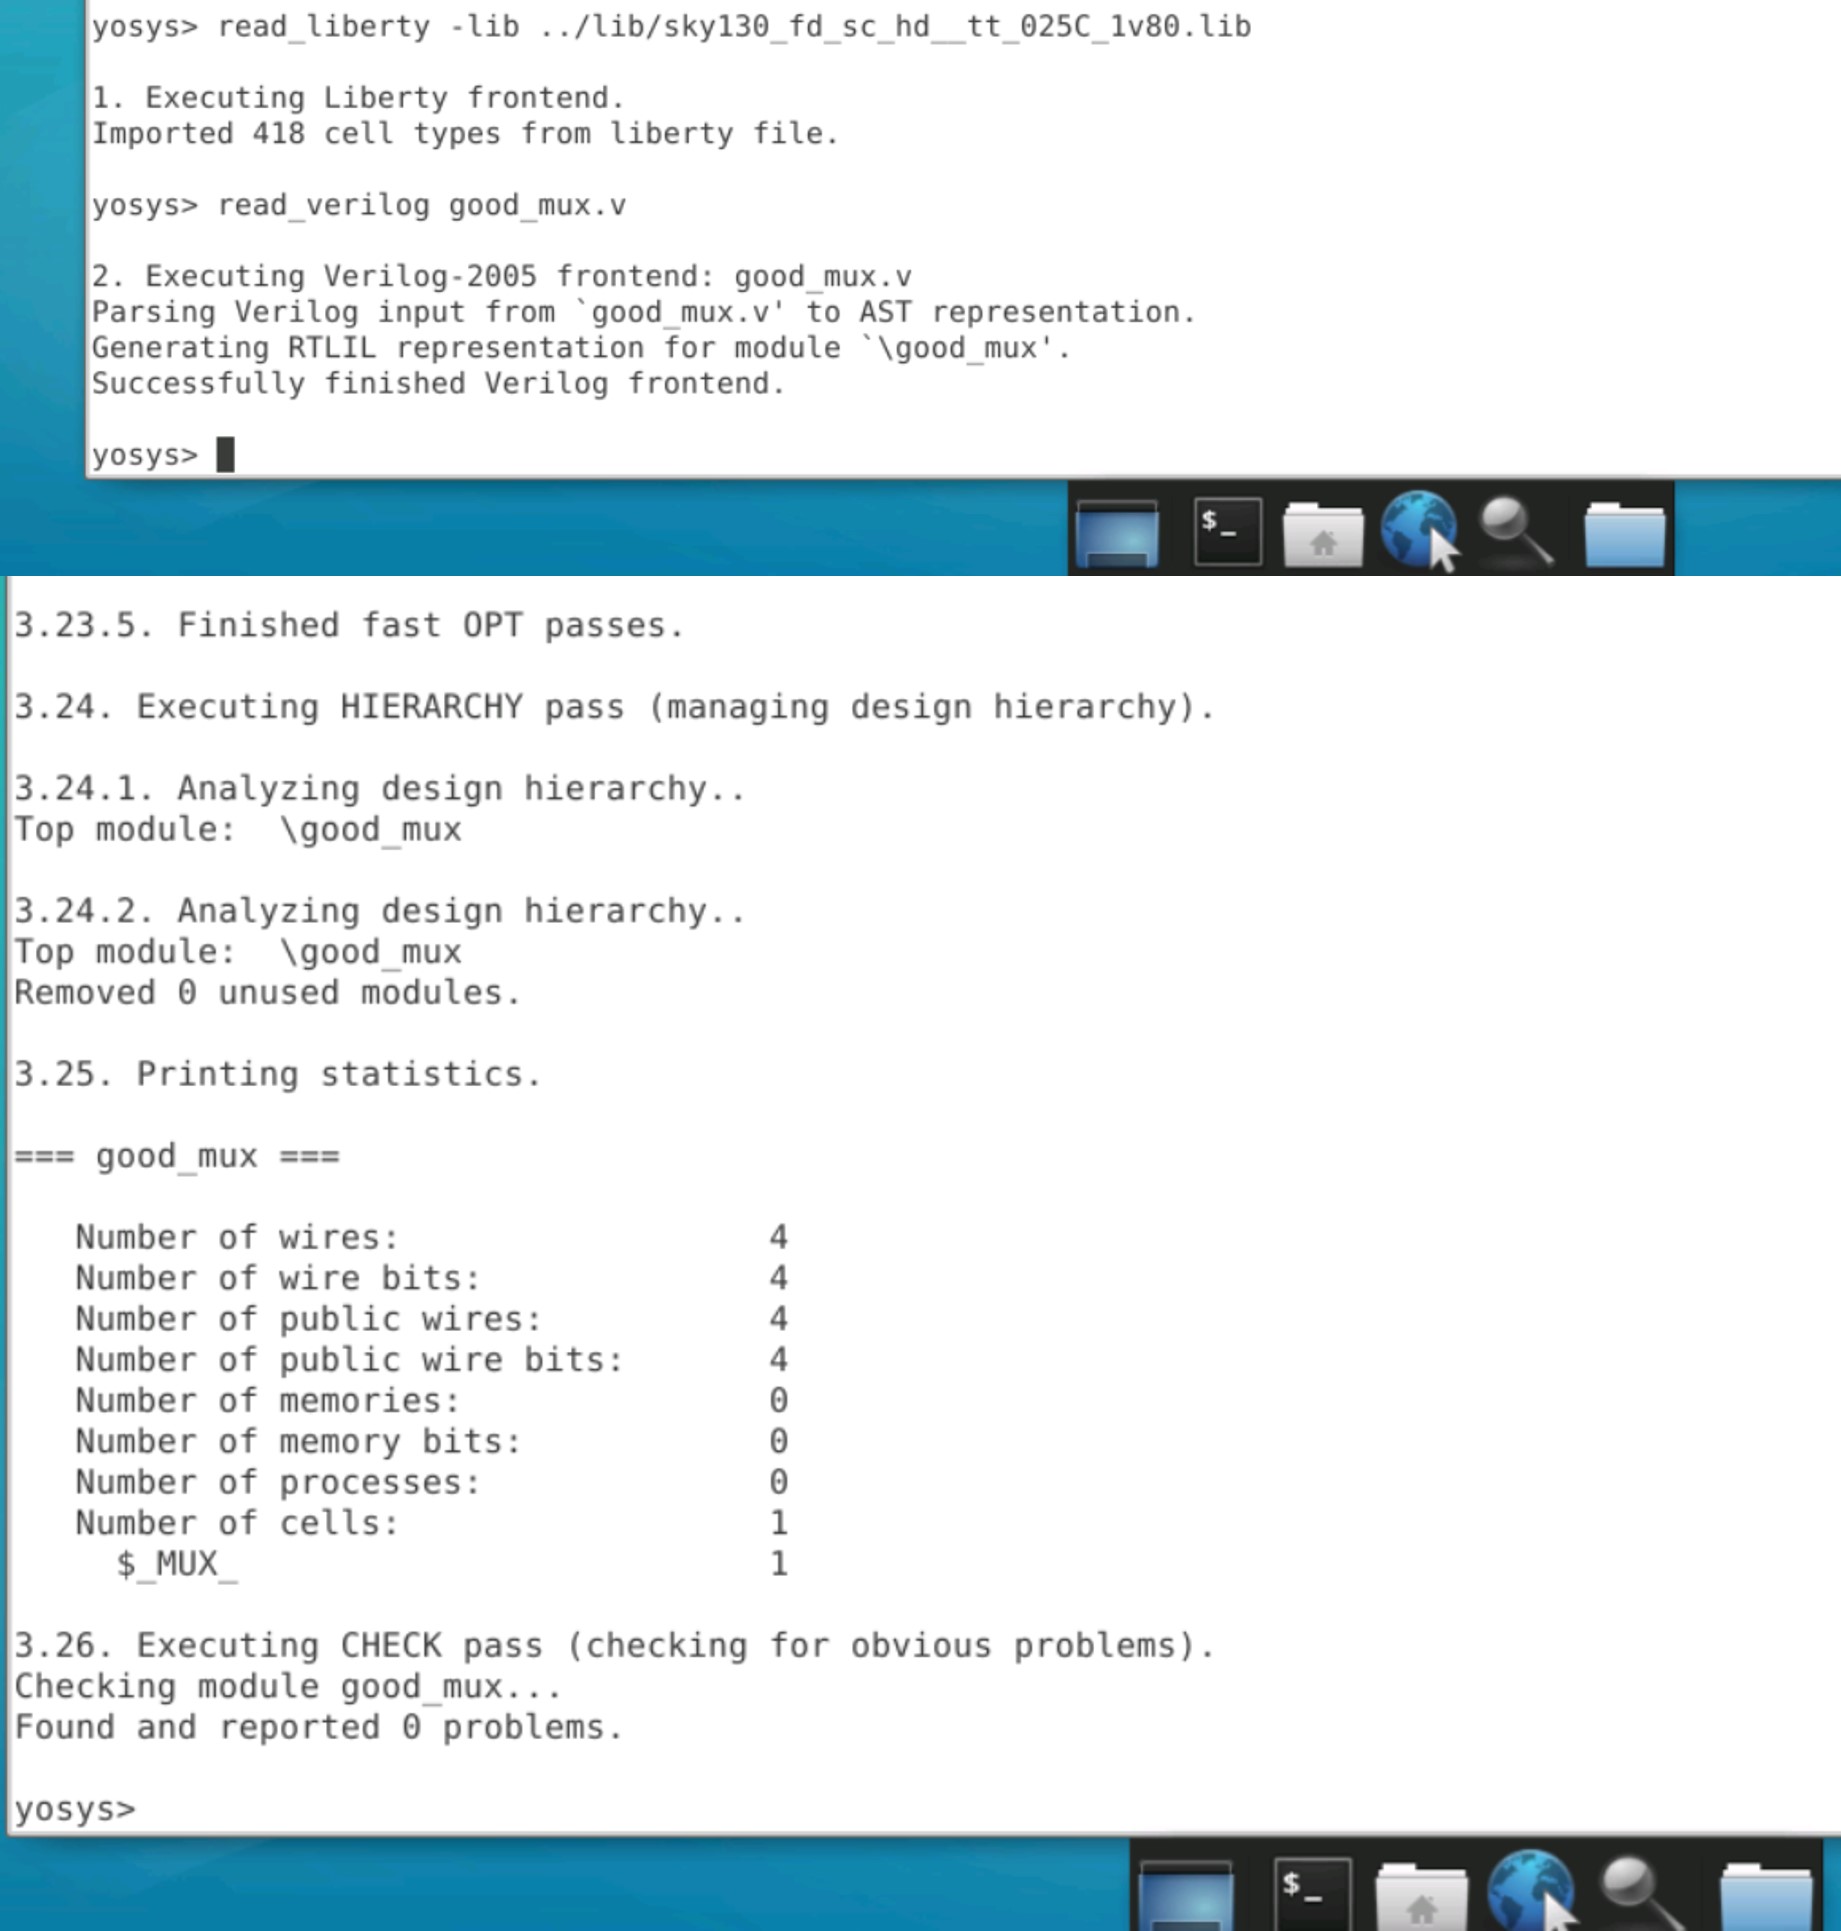 yosys> read_liberty -lib ../lib/sky130_fd_sc_hd__tt_025C_1v80.lib
1. Executing Liberty frontend.
Imported 418 cell types from liberty file.
yosys> read_verilog good_mux.v
2. Executing Verilog-2005 frontend: good_mux.v
Parsing Verilog input from `good_mux.v' to AST representation.
Generating RTLIL representation for module `\good_mux'.
Successfully finished Verilog frontend.
yosys>
$_
3.23.5. Finished fast OPT passes.
3.24. Executing HIERARCHY pass (managing design hierarchy).
3.24.1. Analyzing design hierarchy..
Top module:  \good_mux
3.24.2. Analyzing design hierarchy..
Top module:  \good_mux
Removed 0 unused modules.
3.25. Printing statistics.
=== good_mux ===
Number of wires: 4
Number of wire bits: 4
Number of public wires: 4
Number of public wire bits: 4
Number of memories: 0
Number of memory bits: 0
Number of processes: 0
Number of cells: 1
$_MUX_ 1
3.26. Executing CHECK pass (checking for obvious problems).
Checking module good_mux...
Found and reported 0 problems.
yosys>
$_